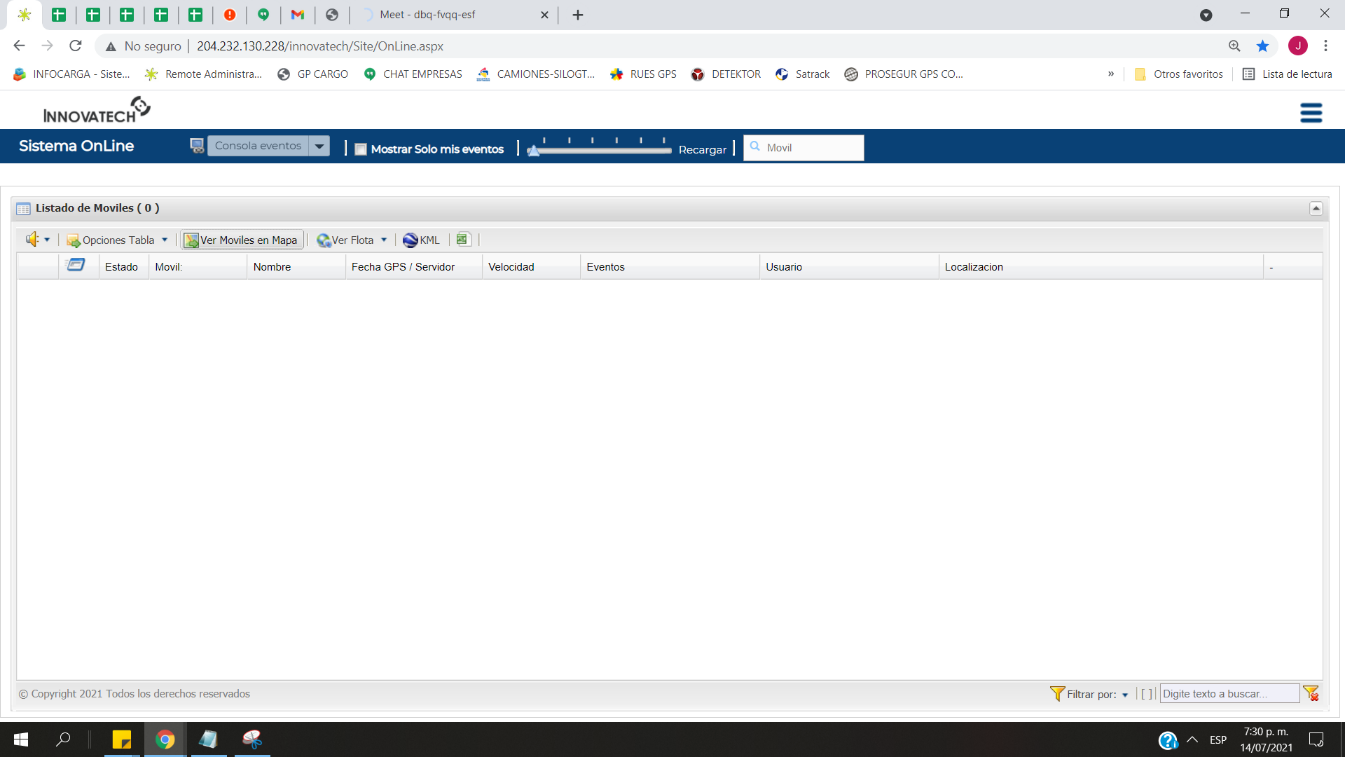 Meet - dbq-fvqq-esf
No seguro 204.232.130.228/innovatech/Site/OnLine.aspx J
INFOCARGA - Siste... Remote Administra... GP CARGO CHAT EMPRESAS CAMIONES-SILOGT... RUES GPS DETEKTOR Satrack PROSEGUR GPS CO... » Otros favoritos Lista de lectura
INNOVATECH
Sistema OnLine Consola eventos Mostrar Solo mis eventos Recargar Movil
Listado de Moviles ( 0 )
Opciones Tabla Ver Moviles en Mapa Ver Flota KML
Estado Movil: Nombre Fecha GPS / Servidor Velocidad Eventos Usuario Localizacion -
© Copyright 2021 Todos los derechos reservados Filtrar por: [ ] Digite texto a buscar...
ESP 7:30 p. m.
14/07/2021